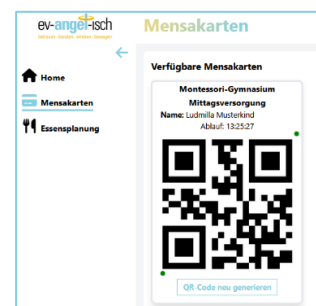 ev-angel-isch
Mensakarten
Home
Mensakarten
Essensplanung
Verfügbare Mensakarten
Montessori-Gymnasium
Mittagsversorgung
Name: Ludmilla Musterkind
Ablauf: 13:25:27
QR-Code neu generieren